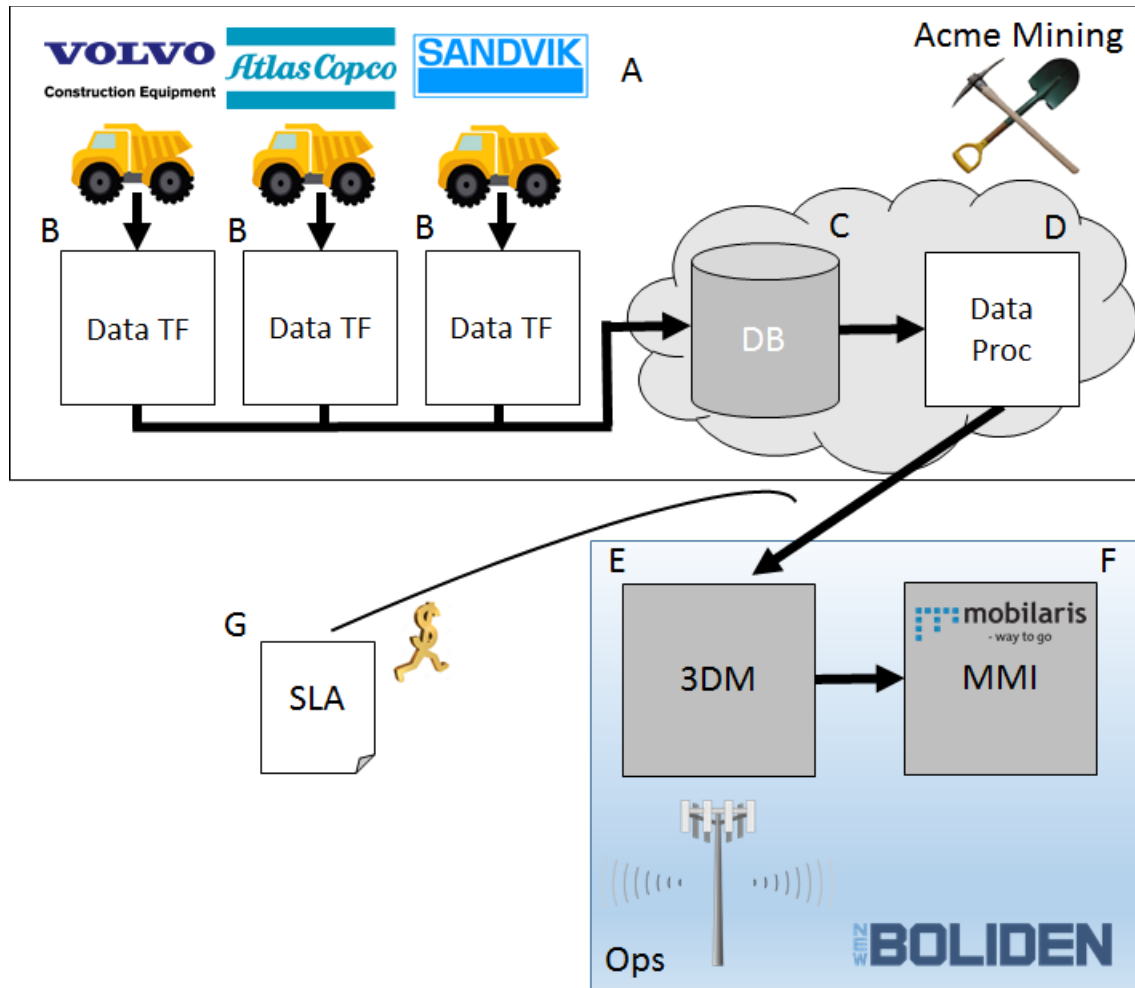 VOLVO
Construction Equipment
Atlas Copco
SANDVIK
A
Acme Mining
B
B
B
C
D
Data TF
Data TF
Data TF
DB
Data
Proc
E
F
G
SLA
3DM
mobilaris
- way to go
MMI
Ops
NEW
BOLIDEN